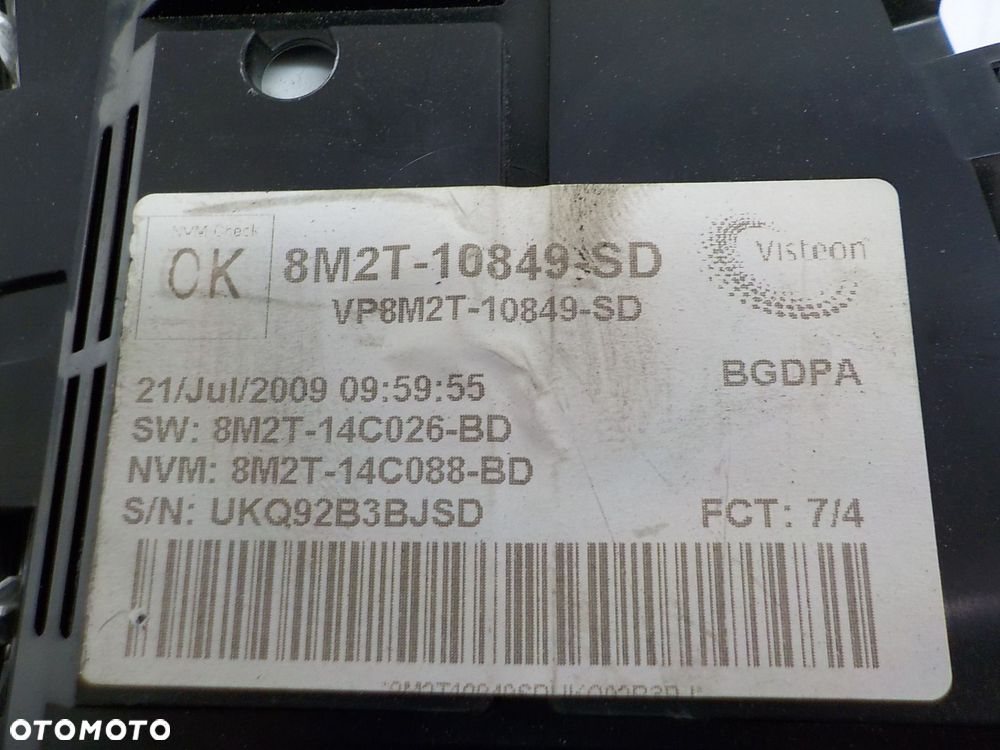 NVM Check
OK
8M2T-10849-SD
VP8M2T-10849-SD
Visteon
BGDPA
21/Jul/2009 09:59:55
SW: 8M2T-14C026-BD
NVM: 8M2T-14C088-BD
S/N: UKQ92B3BJSD
FCT: 7/4
OTOMOTO